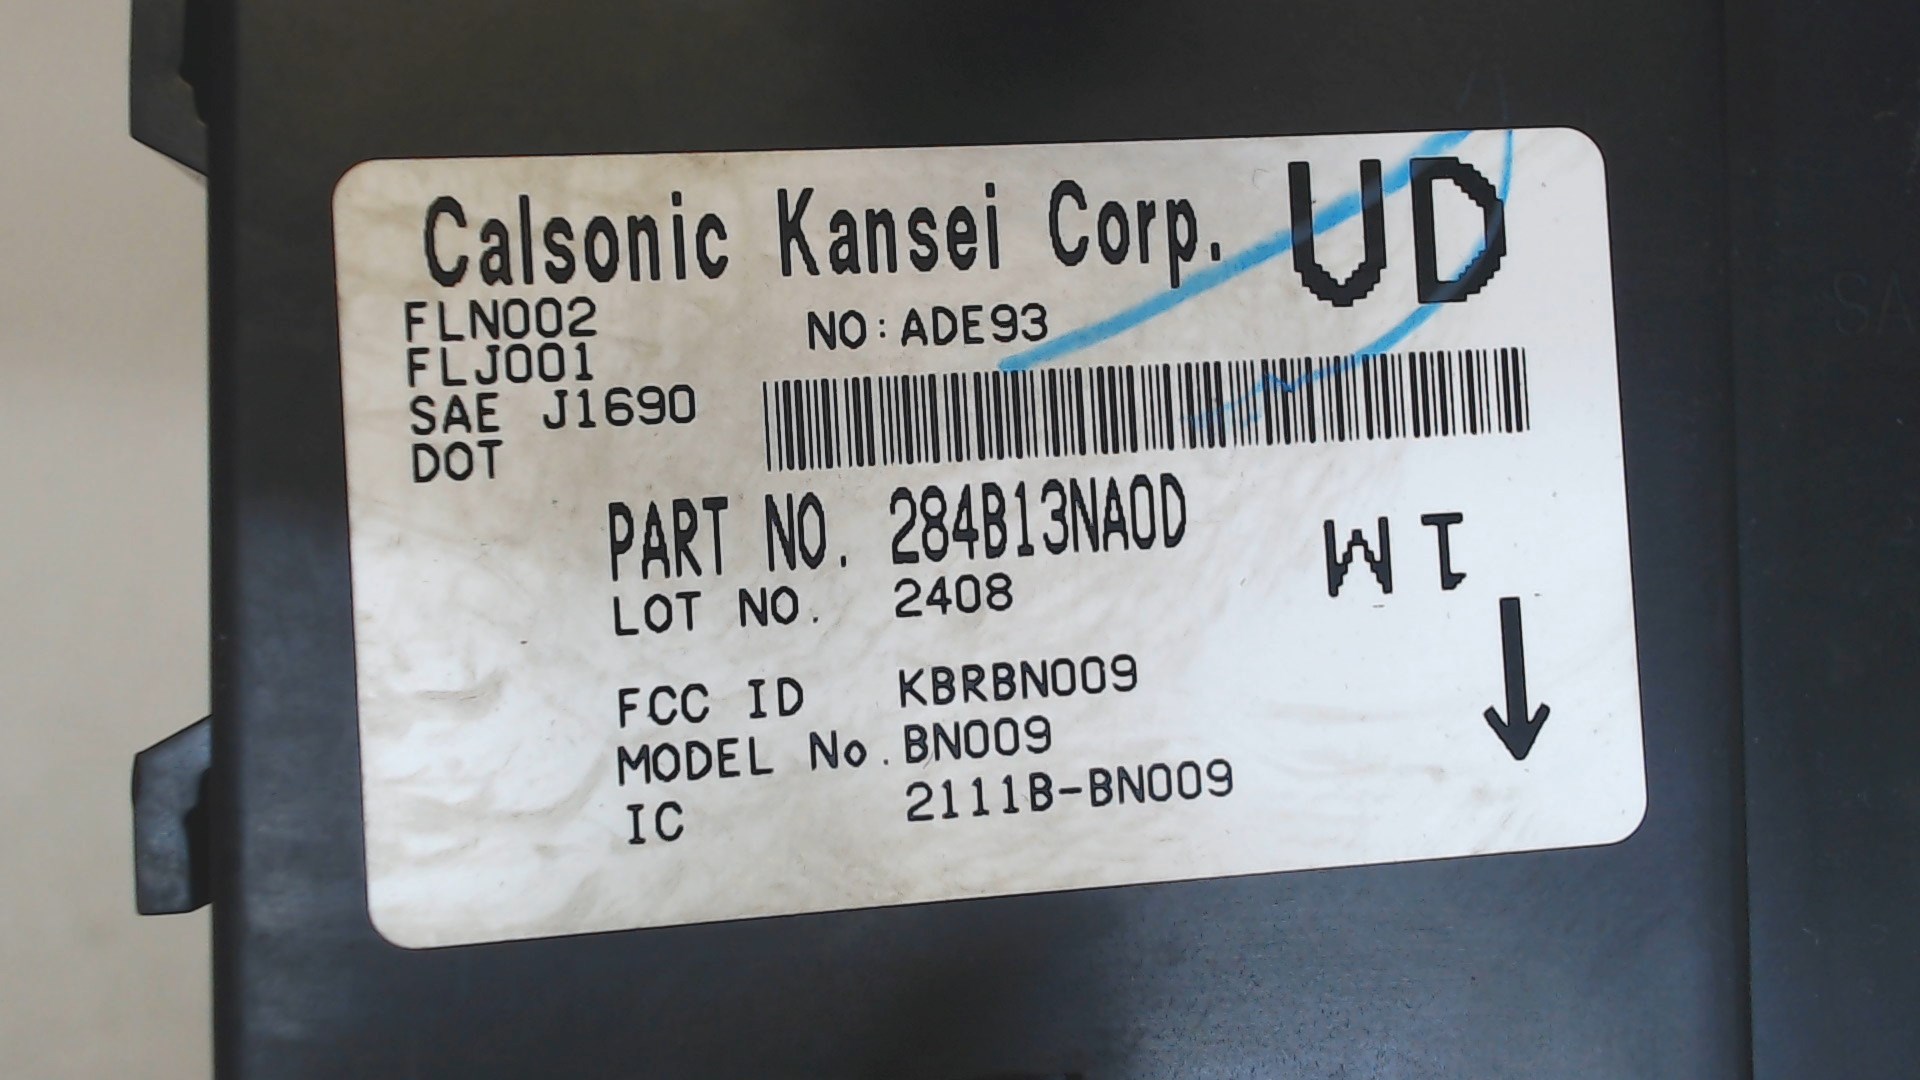 Calsonic Kansei Corp. UD
FLN002 NO:ADE93
FLJ001
SAE J1690
DOT
PART NO. 284B13NA0D
LOT NO. 2408
FCC ID KBRBN009
MODEL No. BN009
IC 2111B-BN009